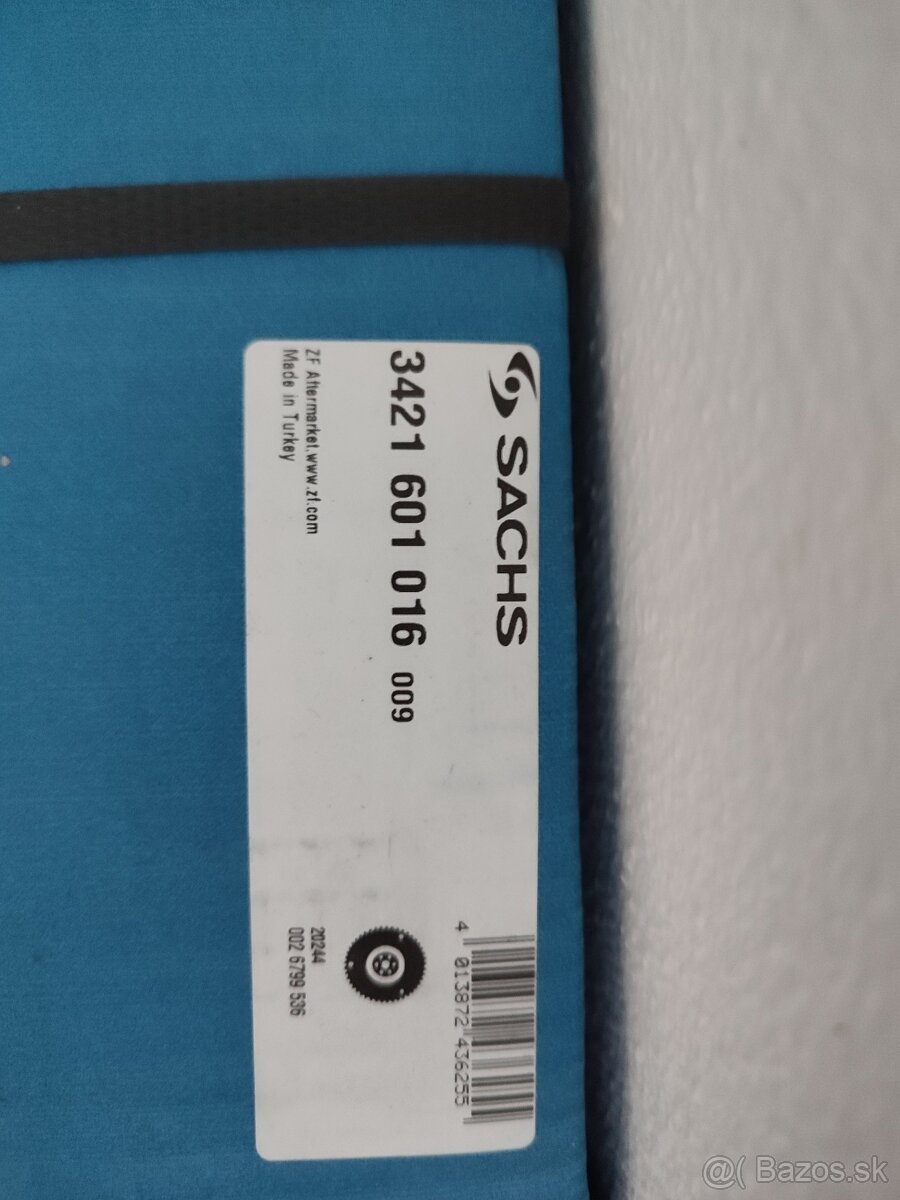 SACHS
3421 601 016 009
ZF Aftermarket.www.zf.com
Made in Turkey
4 013872 436255
20244
002 6799 536
@( Bazos.sk